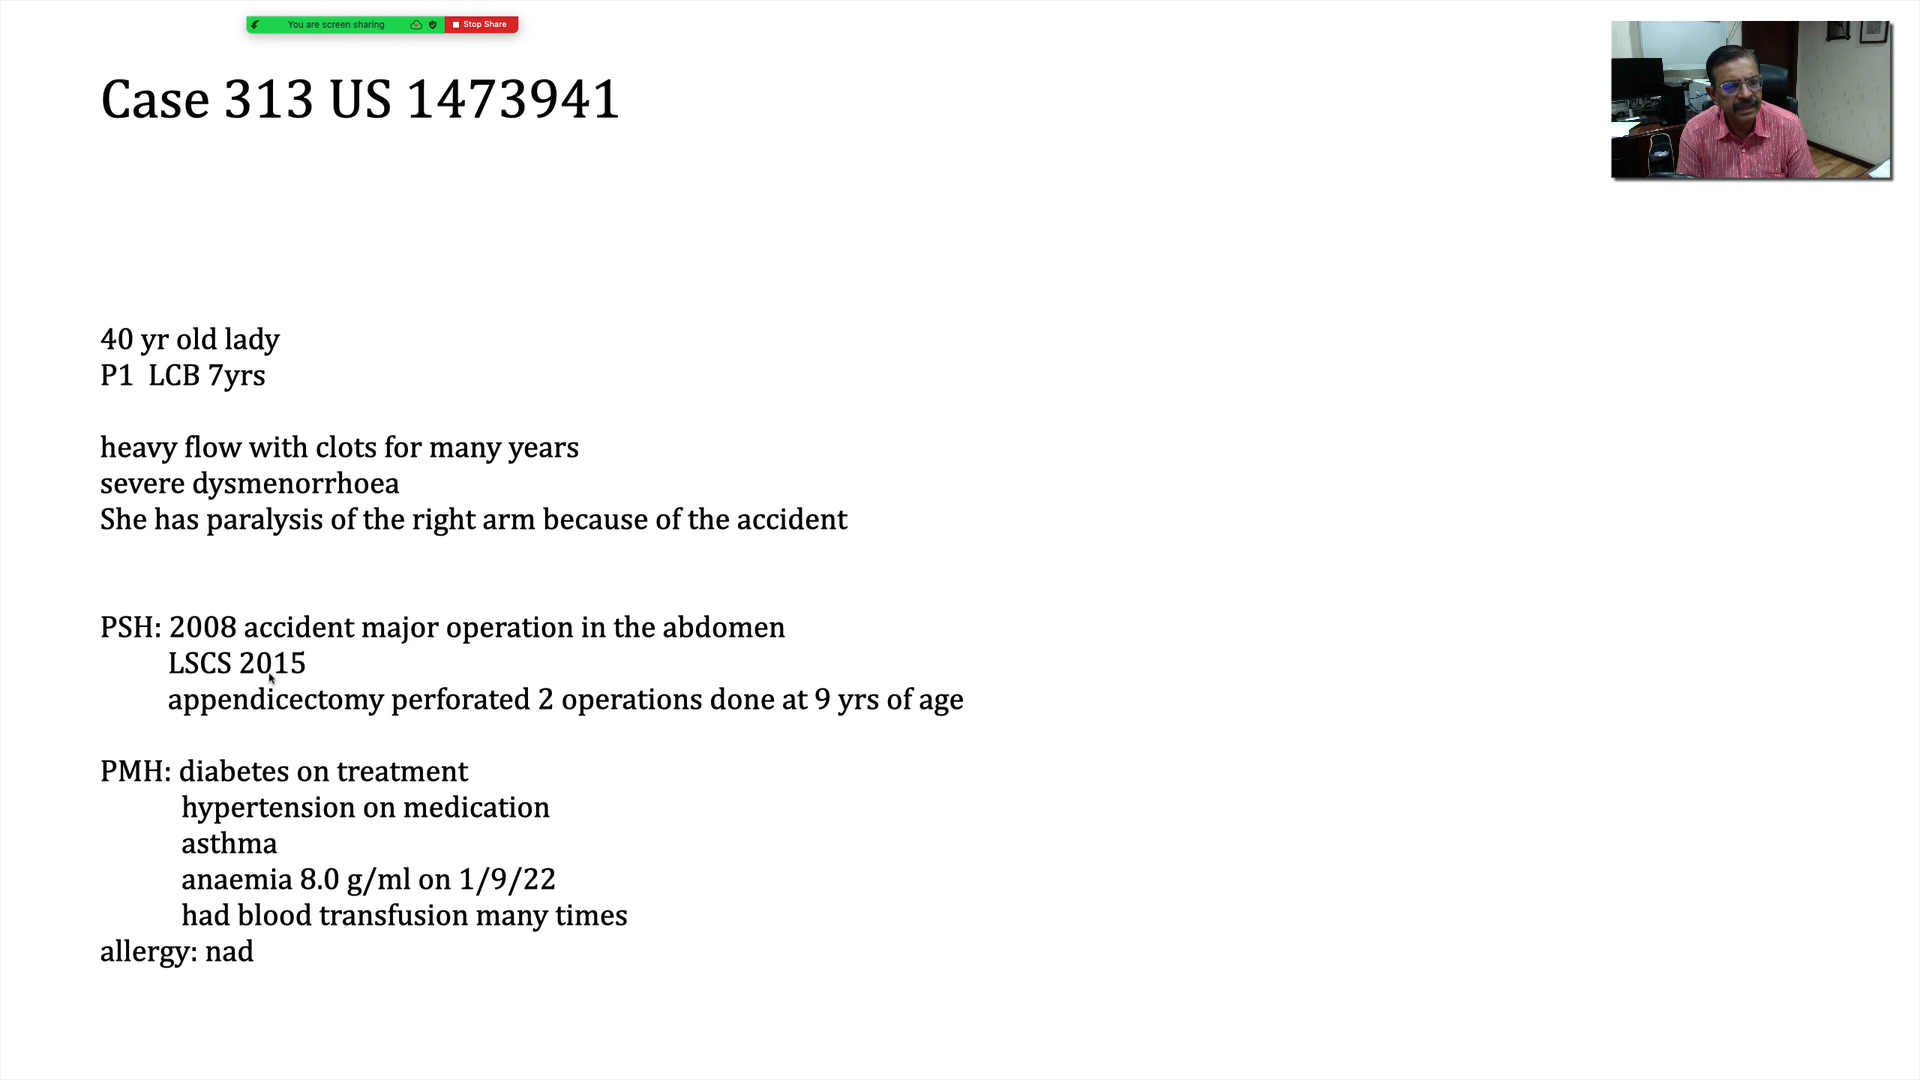 You are screen sharing
Stop Share
Case 313 US 1473941
40 yr old lady
P1 LCB 7yrs
heavy flow with clots for many years
severe dysmenorrhoea
She has paralysis of the right arm because of the accident
PSH: 2008 accident major operation in the abdomen
LSCS 2015
appendicectomy perforated 2 operations done at 9 yrs of age
PMH: diabetes on treatment
hypertension on medication
asthma
anaemia 8.0 g/ml on 1/9/22
had blood transfusion many times
allergy: nad